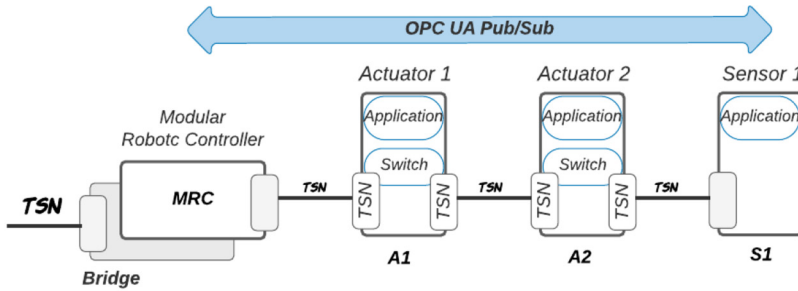 OPC UA Pub/Sub
Actuator 1
Actuator 2
Sensor 1
Modular
Robotc Controller
Application
Application
Application
Switch
Switch
TSN
MRC
TSN
TSN
TSN
TSN
TSN
TSN
TSN
Bridge
A1
A2
S1